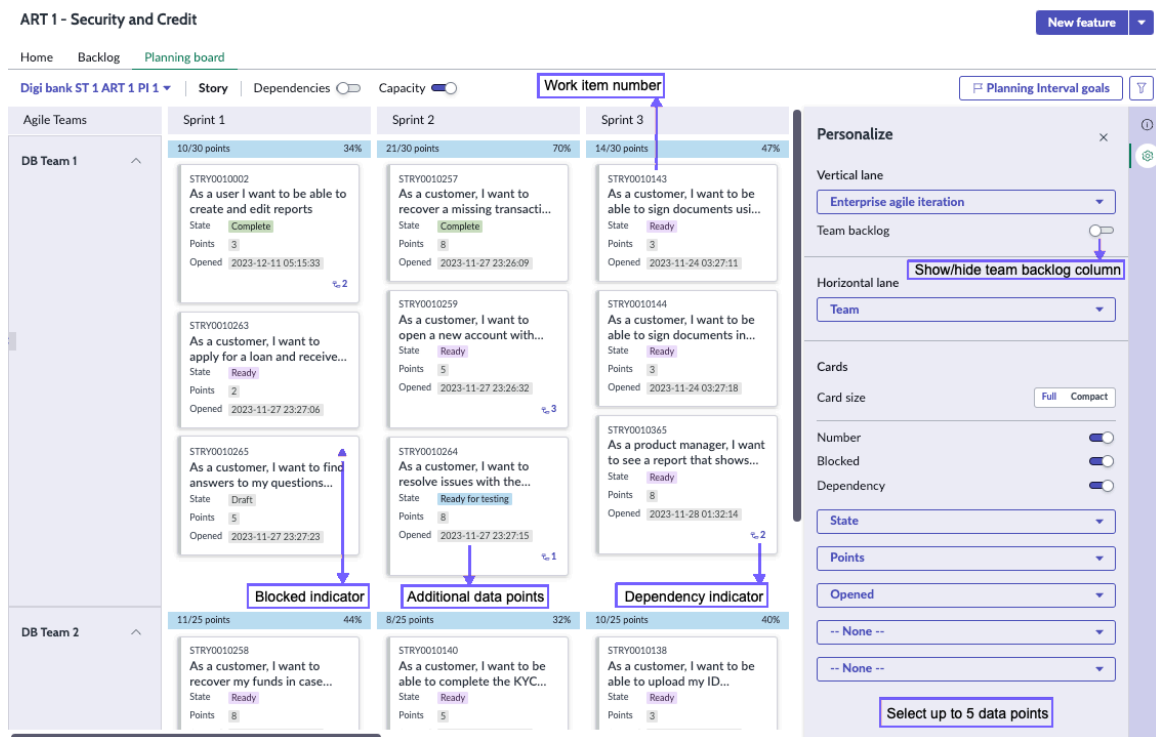 ART 1 - Security and Credit
New feature
Home Backlog Planning board
Digi bank ST 1 ART 1 PI 1 Story Dependencies Capacity
Work item number
Planning Interval goals
Agile Teams Sprint 1 Sprint 2 Sprint 3
DB Team 1
10/30 points 34%
STRY0010002
As a user I want to be able to
create and edit reports
State Complete
Points 3
Opened 2023-12-11 05:15:33
2
STRY0010263
As a customer, I want to
apply for a loan and receive...
State Ready
Points 2
Opened 2023-11-27 23:27:06
STRY0010265
As a customer, I want to find
answers to my questions...
State Draft
Points 5
Opened 2023-11-27 23:27:23
Blocked indicator
21/30 points 70%
STRY0010257
As a customer, I want to
recover a missing transacti...
State Complete
Points 8
Opened 2023-11-27 23:26:09
STRY0010259
As a customer, I want to
open a new account with...
State Ready
Points 5
Opened 2023-11-27 23:26:32
3
STRY0010264
As a customer, I want to
resolve issues with the...
State Ready for testing
Points 8
Opened 2023-11-27 23:27:15
1
Additional data points
14/30 points 47%
STRY0010143
As a customer, I want to be
able to sign documents usi...
State Ready
Points 3
Opened 2023-11-24 03:27:11
STRY0010144
As a customer, I want to be
able to sign documents in...
State Ready
Points 3
Opened 2023-11-24 03:27:18
STRY0010365
As a product manager, I want
to see a report that shows...
State Ready
Points 8
Opened 2023-11-28 01:32:14
2
Dependency indicator
DB Team 2
11/25 points 44%
STRY0010258
As a customer, I want to
recover my funds in case...
State Ready
Points 8
8/25 points 32%
STRY0010140
As a customer, I want to be
able to complete the KYC...
State Ready
Points 5
10/25 points 40%
STRY0010138
As a customer, I want to be
able to upload my ID...
State Ready
Points 3
Personalize
Vertical lane
Enterprise agile iteration
Team backlog
Show/hide team backlog column
Horizontal lane
Team
Cards
Card size Full Compact
Number
Blocked
Dependency
State
Points
Opened
-- None --
-- None --
Select up to 5 data points